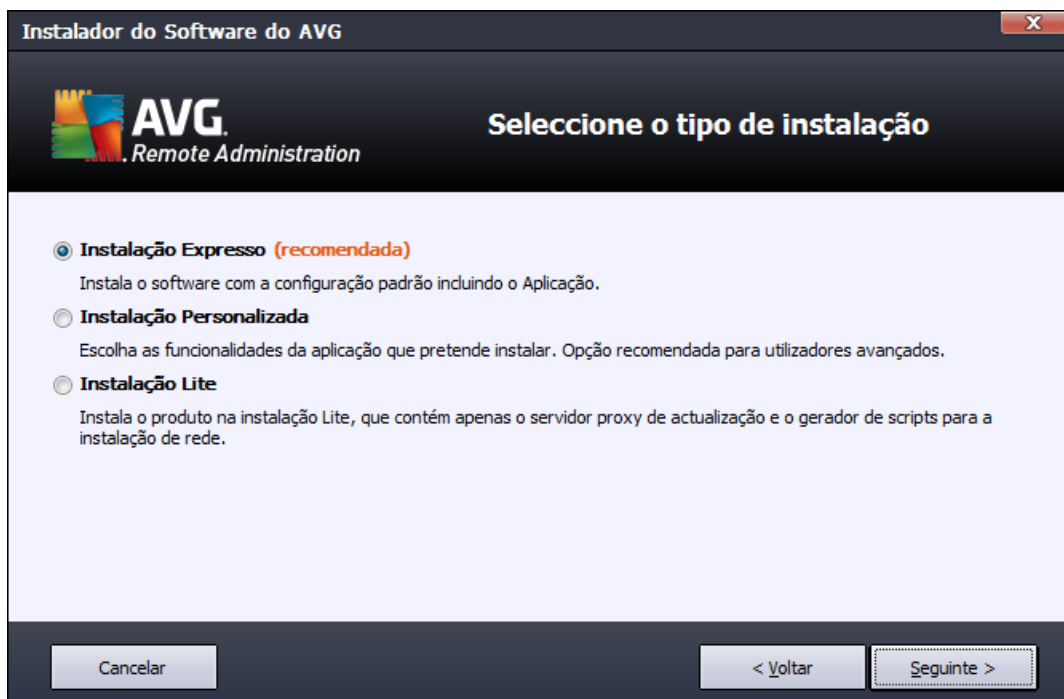 Instalador do Software do AVG
AVG.
Remote Administration
Seleccione o tipo de instalação
Instalação Expresso (recomendada)
Instala o software com a configuração padrão incluindo o Aplicação.
Instalação Personalizada
Escolha as funcionalidades da aplicação que pretende instalar. Opção recomendada para utilizadores avançados.
Instalação Lite
Instala o produto na instalação Lite, que contém apenas o servidor proxy de actualização e o gerador de scripts para a
instalação de rede.
Cancelar
< Voltar
Seguinte >